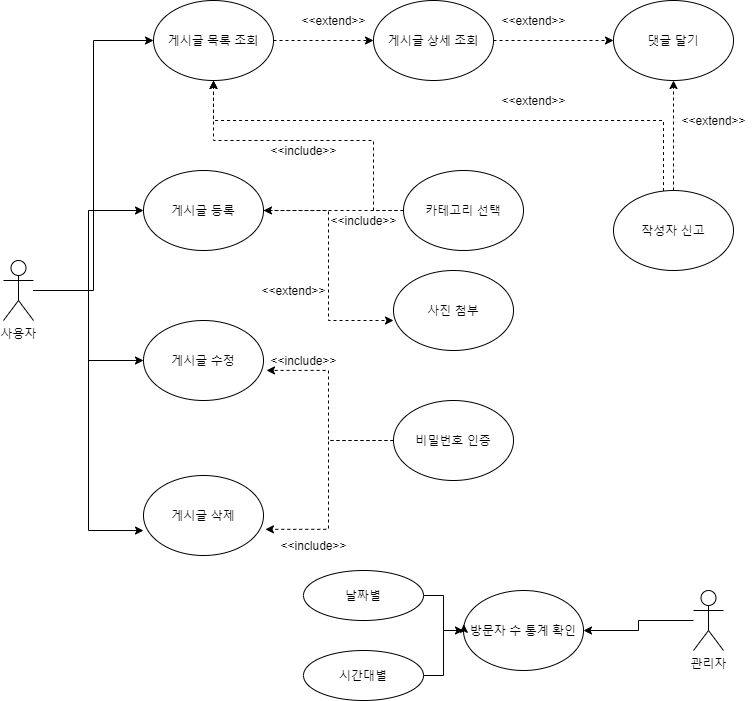 <<extend>>
<<extend>>
게시글 목록 조회
게시글 상세 조회
댓글 달기
<<extend>>
<<extend>>
<<include>>
게시글 등록
<<include>>
카테고리 선택
작성자 신고
<<extend>>
사진 첨부
사용자
게시글 수정
<<include>>
비밀번호 인증
게시글 삭제
<<include>>
날짜별
방문자 수 통계 확인
관리자
시간대별